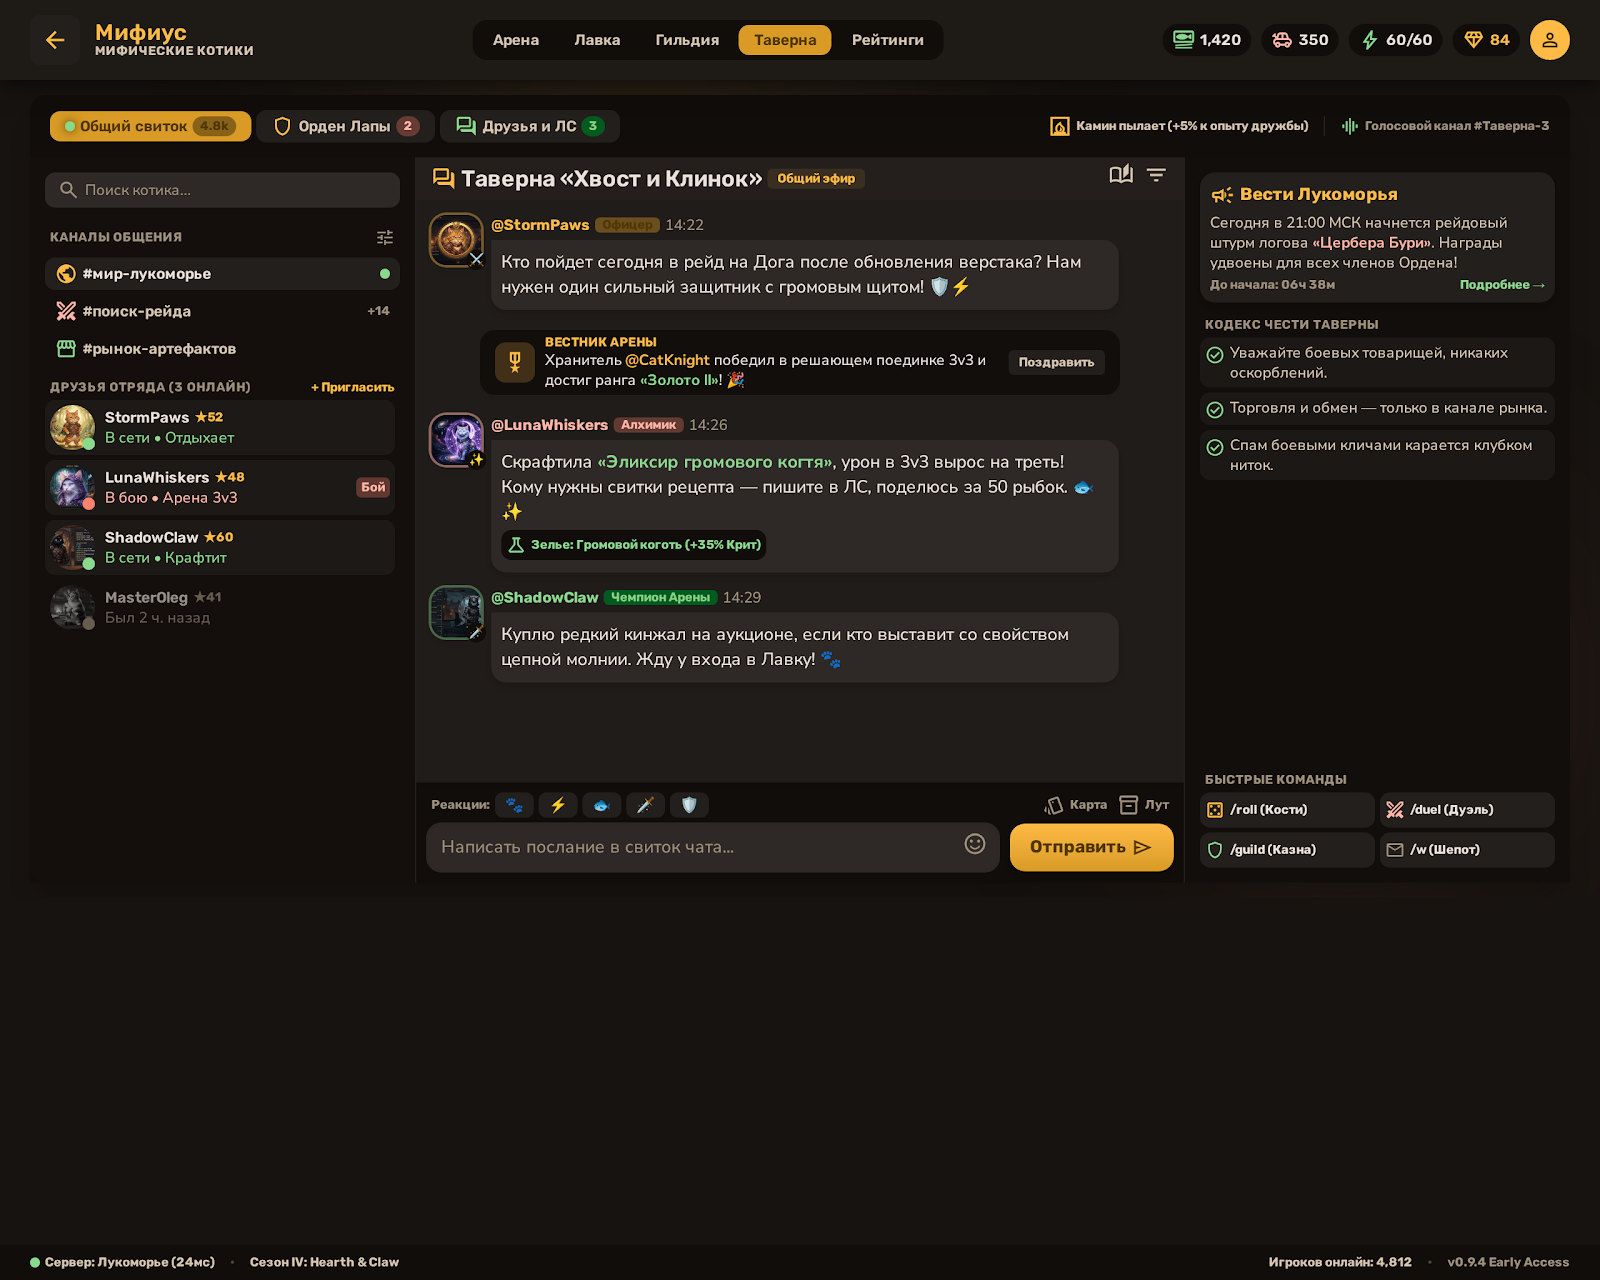 Мифиус
МИФИЧЕСКИЕ КОТИКИ
Арена
Лавка
Гильдия
Таверна
Рейтинги
1,420
350
60/60
84
Общий свиток 4.8k
Орден Лапы 2
Друзья и ЛС 3
Камин пылает (+5% к опыту дружбы)
Голосовой канал #Таверна-3
Поиск котика...
КАНАЛЫ ОБЩЕНИЯ
#мир-лукоморье
#поиск-рейда +14
#рынок-артефактов
ДРУЗЬЯ ОТРЯДА (3 ОНЛАЙН) + Пригласить
StormPaws ★52
В сети • Отдыхает
LunaWhiskers ★48
В бою • Арена 3v3
Бой
ShadowClaw ★60
В сети • Крафтит
MasterOleg ★41
Был 2 ч. назад
Таверна «Хвост и Клинок» Общий эфир
@StormPaws Офицер 14:22
Кто пойдет сегодня в рейд на Дога после обновления верстака? Нам
нужен один сильный защитник с громовым щитом! 🛡️⚡
ВЕСТНИК АРЕНЫ
Хранитель @CatKnight победил в решающем поединке 3v3 и
достиг ранга «Золото II»! 🎉
Поздравить
@LunaWhiskers Алхимик 14:26
Скрафтила «Эликсир громового когтя», урон в 3v3 вырос на треть!
Кому нужны свитки рецепта — пишите в ЛС, поделюсь за 50 рыбок. 🐟
✨
Зелье: Громовой коготь (+35% Крит)
@ShadowClaw Чемпион Арены 14:29
Куплю редкий кинжал на аукционе, если кто выставит со свойством
цепной молнии. Жду у входа в Лавку! 🐾
Реакции: 🐾 ⚡ 🐟 🗡️ 🛡️
Карта
Лут
Написать послание в свиток чата...
Отправить
Вести Лукоморья
Сегодня в 21:00 МСК начнется рейдовый
штурм логова «Цербера Бури». Награды
удвоены для всех членов Ордена!
До начала: 06ч 38м
Подробнее →
КОДЕКС ЧЕСТИ ТАВЕРНЫ
Уважайте боевых товарищей, никаких
оскорблений.
Торговля и обмен — только в канале рынка.
Спам боевыми кличами карается клубком
ниток.
БЫСТРЫЕ КОМАНДЫ
/roll (Кости)
/duel (Дуэль)
/guild (Казна)
/w (Шепот)
Сервер: Лукоморье (24мс) • Сезон IV: Hearth & Claw
Игроков онлайн: 4,812 • v0.9.4 Early Access